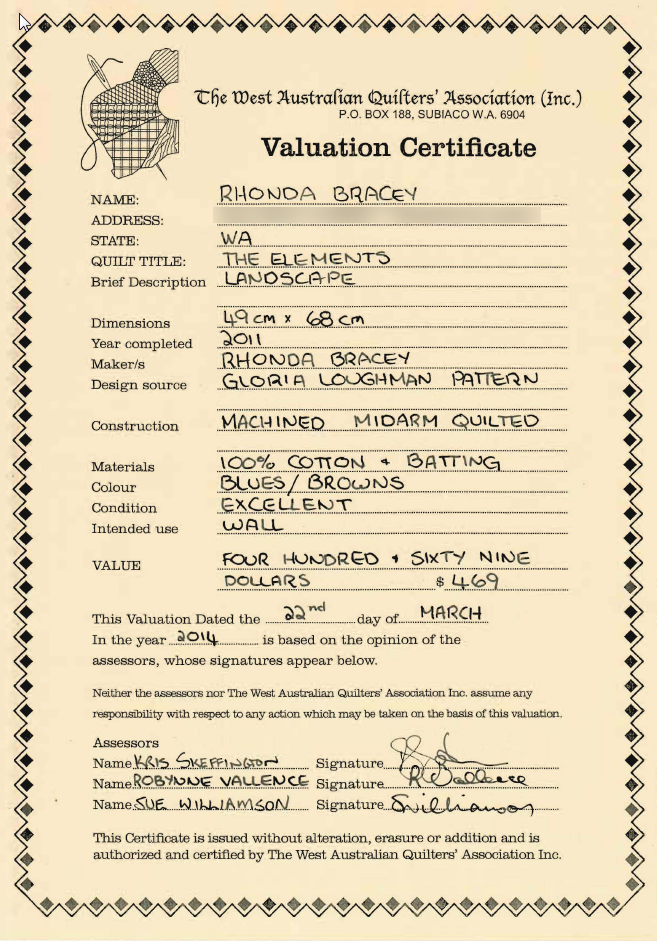 The West Australian Quilters' Association (Inc.)
P.O. BOX 188, SUBIACO W.A. 6904
Valuation Certificate
NAME: RHONDA BRACEY
ADDRESS:
STATE: WA
QUILT TITLE: THE ELEMENTS
Brief Description LANDSCAPE
Dimensions 49cm x 68cm
Year completed 2011
Maker/s RHONDA BRACEY
Design source GLORIA LOUGHMAN PATTERN
Construction MACHINED MIDARM QUILTED
Materials 100% COTTON + BATTING
Colour BLUES/BROWNS
Condition EXCELLENT
Intended use WALL
VALUE FOUR HUNDRED + SIXTY NINE
DOLLARS $ 469
This Valuation Dated the 22nd day of MARCH
In the year 2014 is based on the opinion of the
assessors, whose signatures appear below.
Neither the assessors nor The West Australian Quilters' Association Inc. assume any
responsibility with respect to any action which may be taken on the basis of this valuation.
Assessors
Name KRIS SKEFFINGTON Signature
Name ROBYNNE VALLENCE Signature RVallence
Name SUE WILLIAMSON Signature SWilliamson
This Certificate is issued without alteration, erasure or addition and is
authorized and certified by The West Australian Quilters' Association Inc.